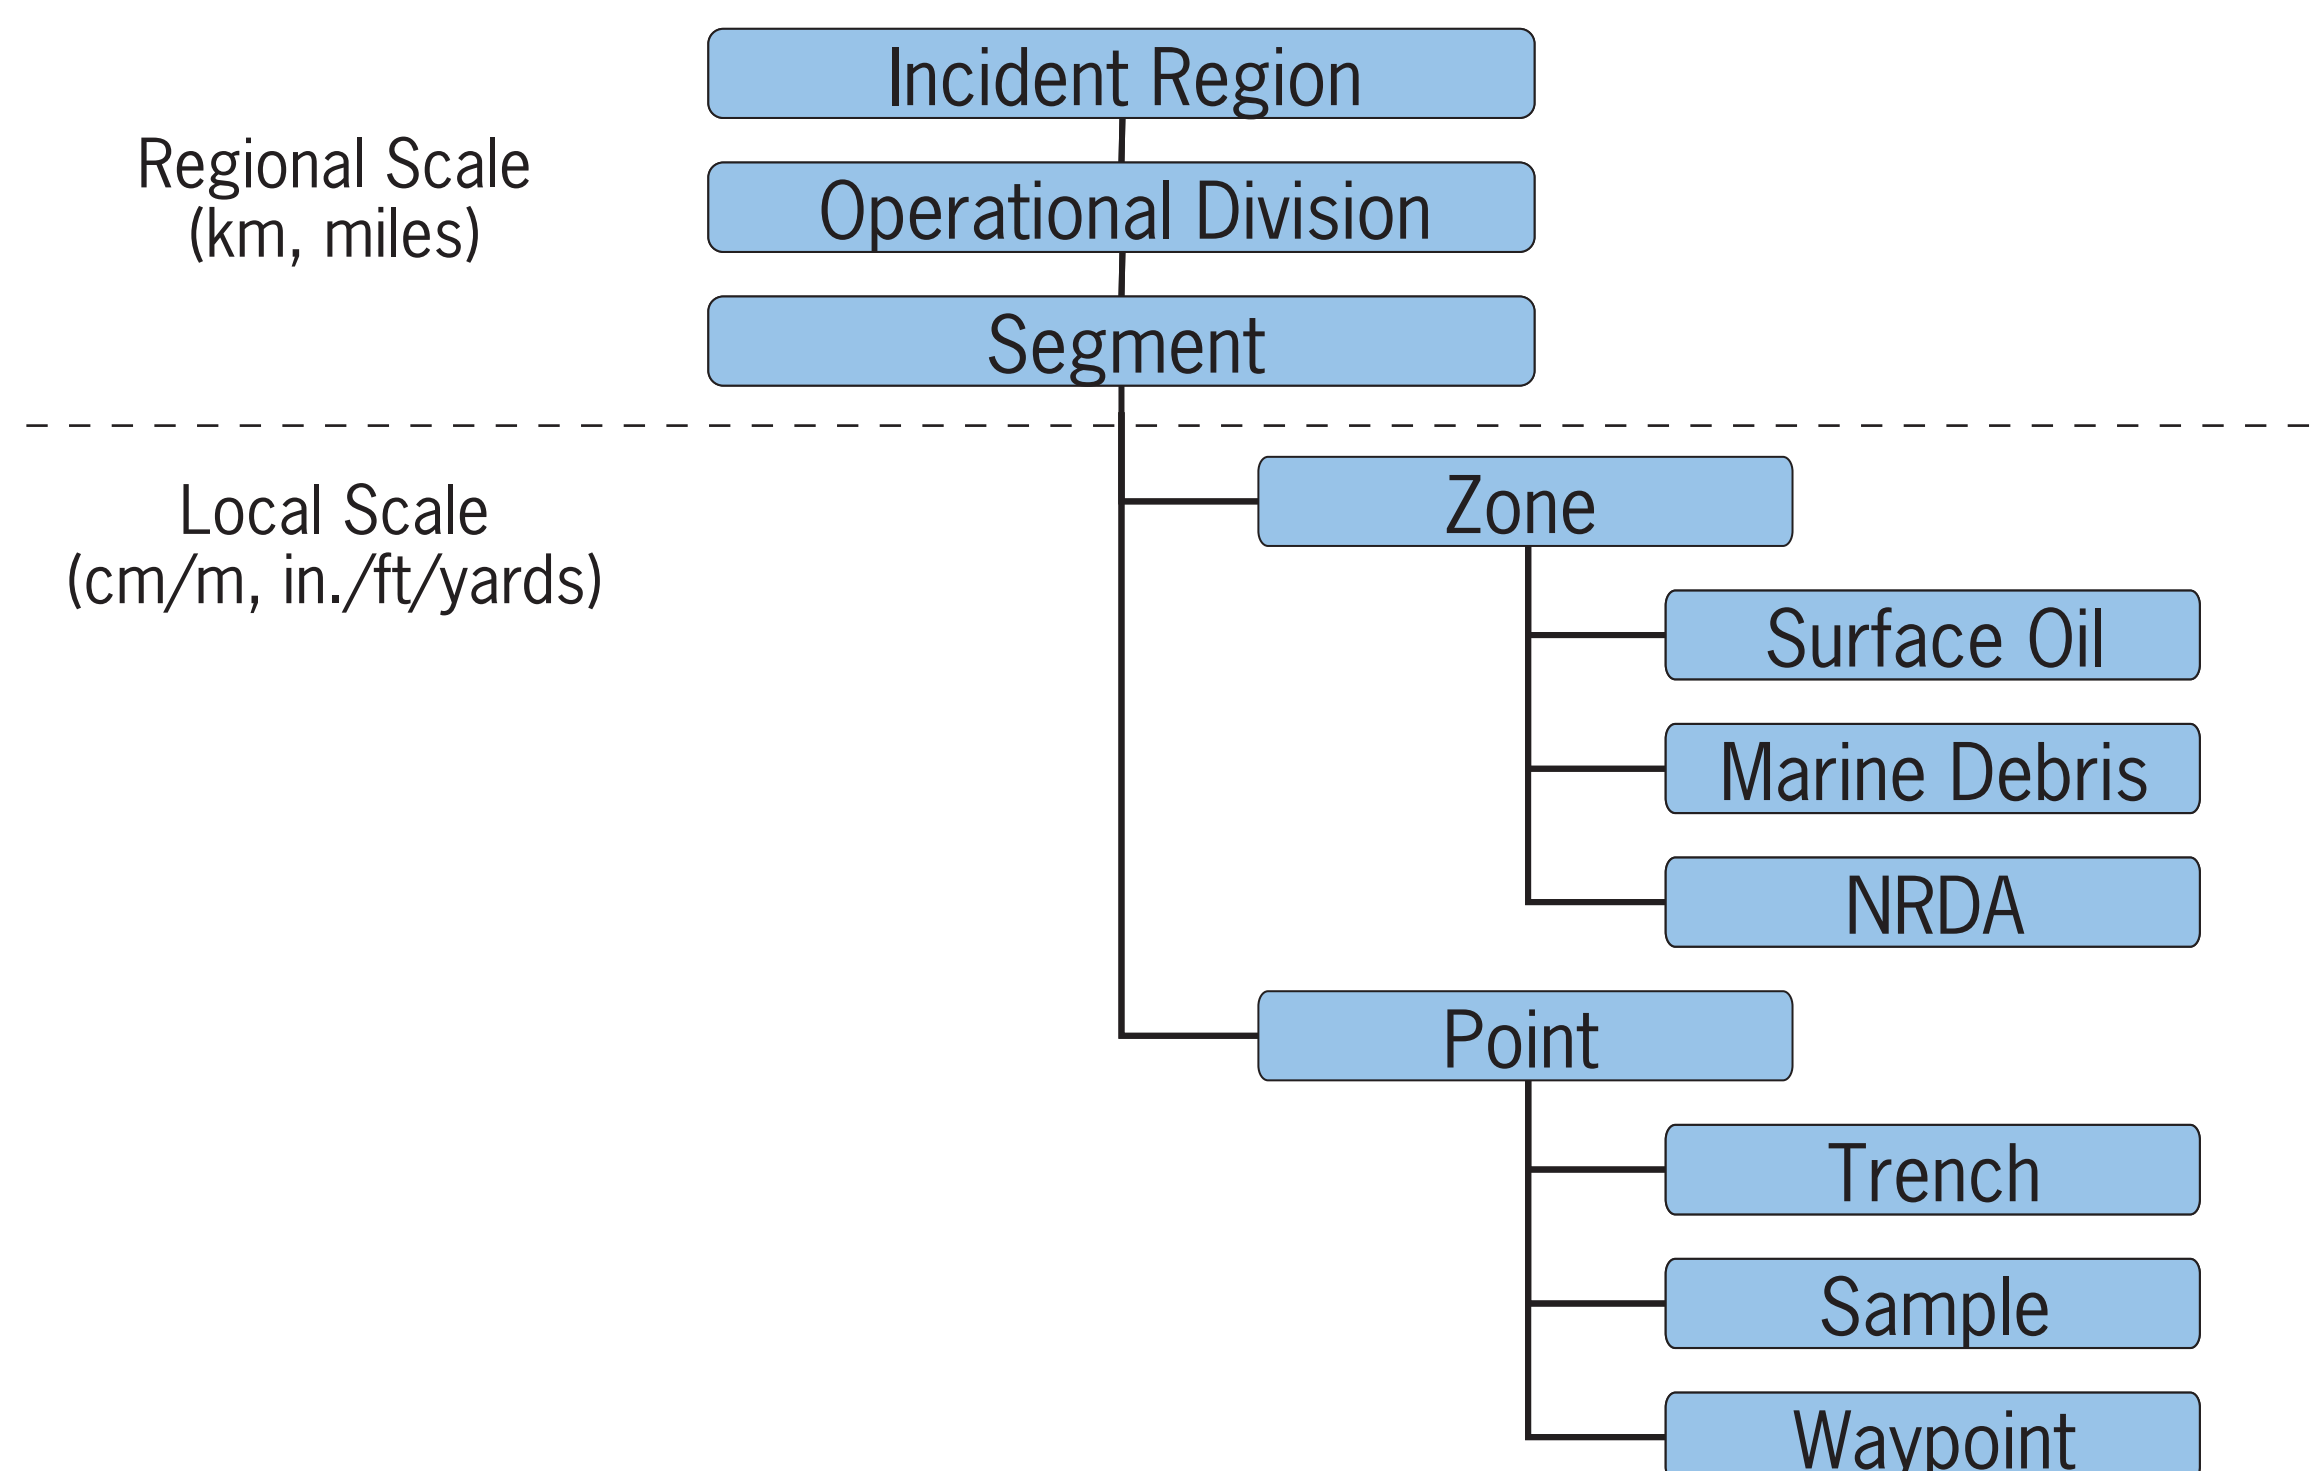 Incident Region
Regional Scale
(km, miles)
Operational Division
Segment
Local Scale
(cm/m, in./ft/yards)
Zone
Surface Oil
Marine Debris
NRDA
Point
Trench
Sample
Waypoint